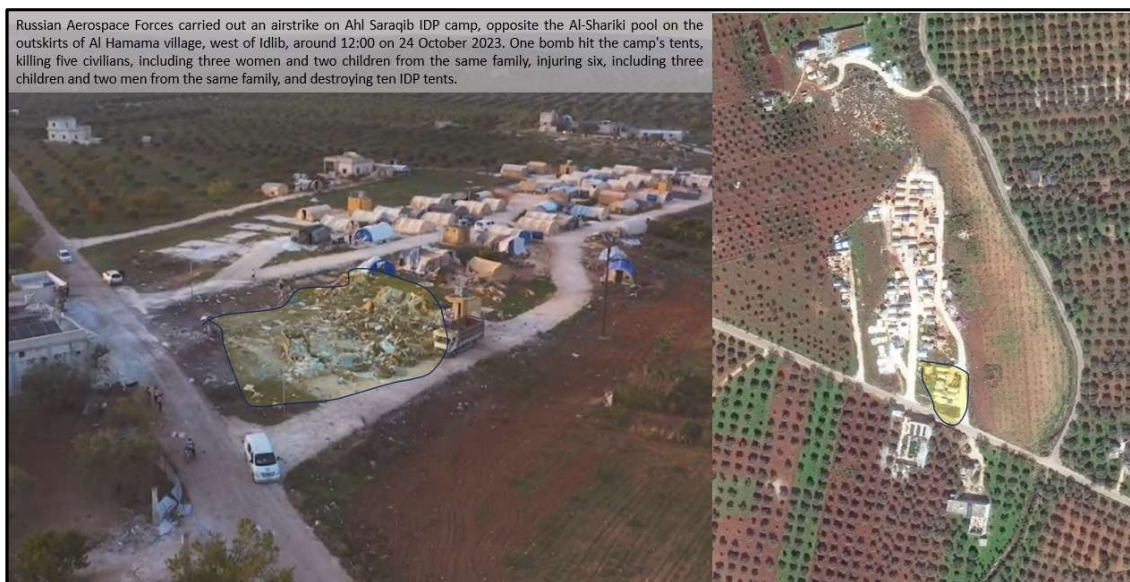 Russian Aerospace Forces carried out an airstrike on Ahl Saraqib IDP camp, opposite the Al-Shariki pool on the
outskirts of Al Hamama village, west of Idlib, around 12:00 on 24 October 2023. One bomb hit the camp's tents,
killing five civilians, including three women and two children from the same family, injuring six, including three
children and two men from the same family, and destroying ten IDP tents.